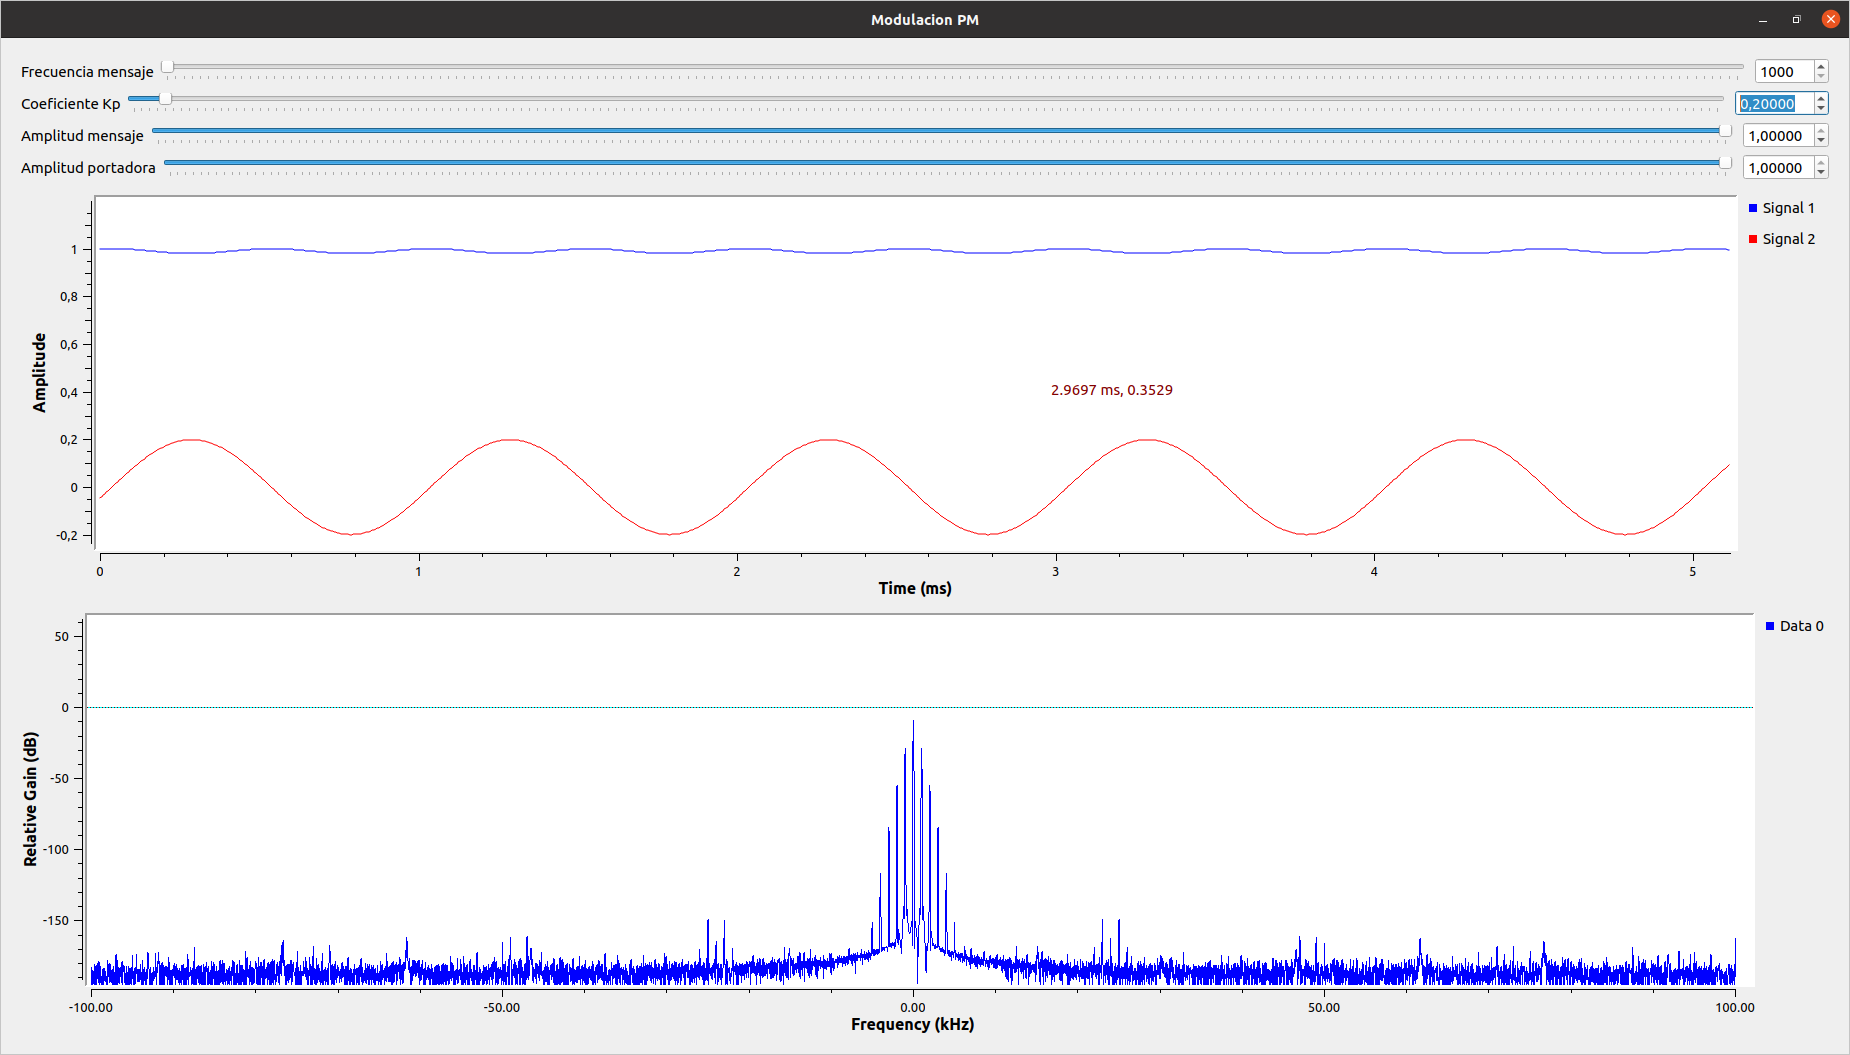 Modulacion PM
Frecuencia mensaje 1000
Coeficiente Kp 0,20000
Amplitud mensaje 1,00000
Amplitud portadora 1,00000
Signal 1
Signal 2
1
0,8
0,6
0,4
0,2
0
-0,2
Amplitude
2.9697 ms, 0.3529
0 1 2 3 4 5
Time (ms)
Data 0
50
0
-50
-100
-150
Relative Gain (dB)
-100.00 -50.00 0.00 50.00 100.00
Frequency (kHz)